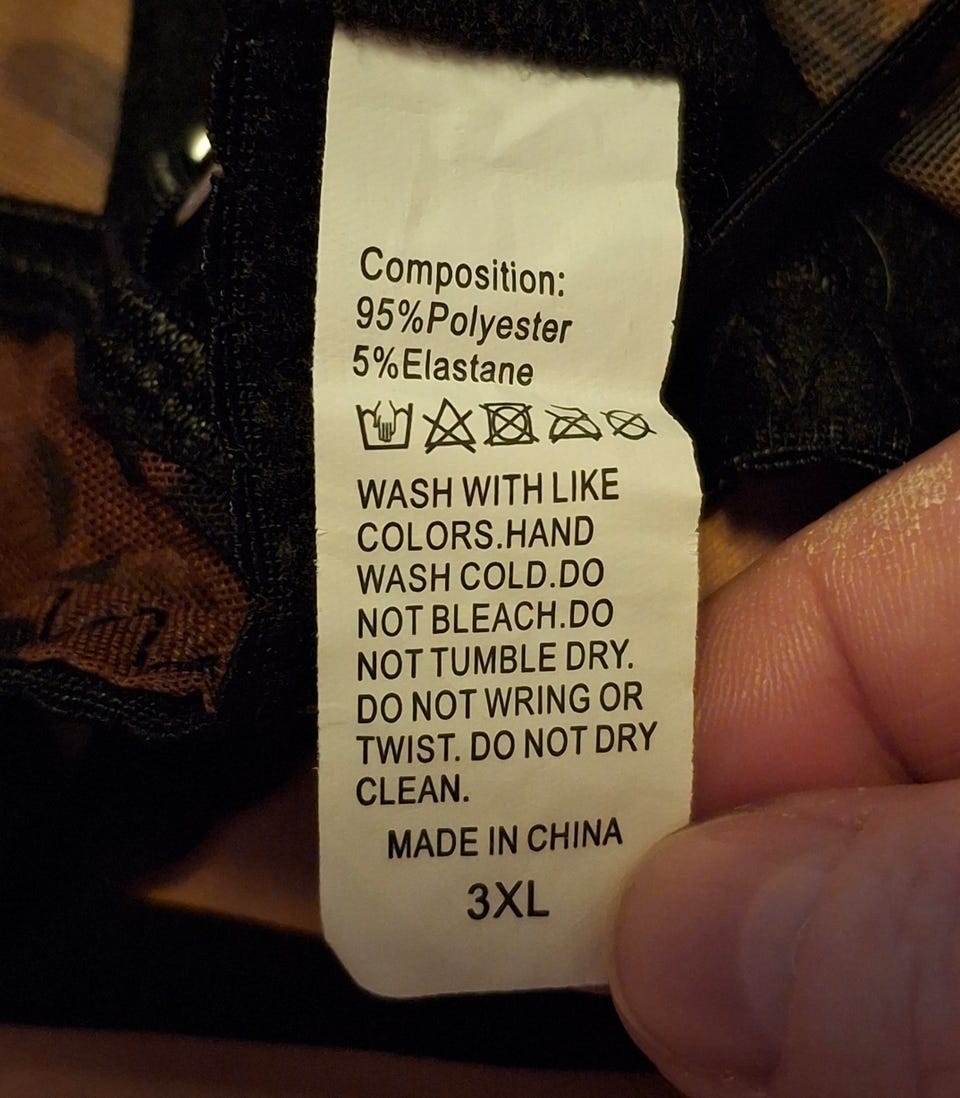 Composition:
95%Polyester
5%Elastane
WASH WITH LIKE
COLORS.HAND
WASH COLD.DO
NOT BLEACH.DO
NOT TUMBLE DRY.
DO NOT WRING OR
TWIST. DO NOT DRY
CLEAN.
MADE IN CHINA
3XL